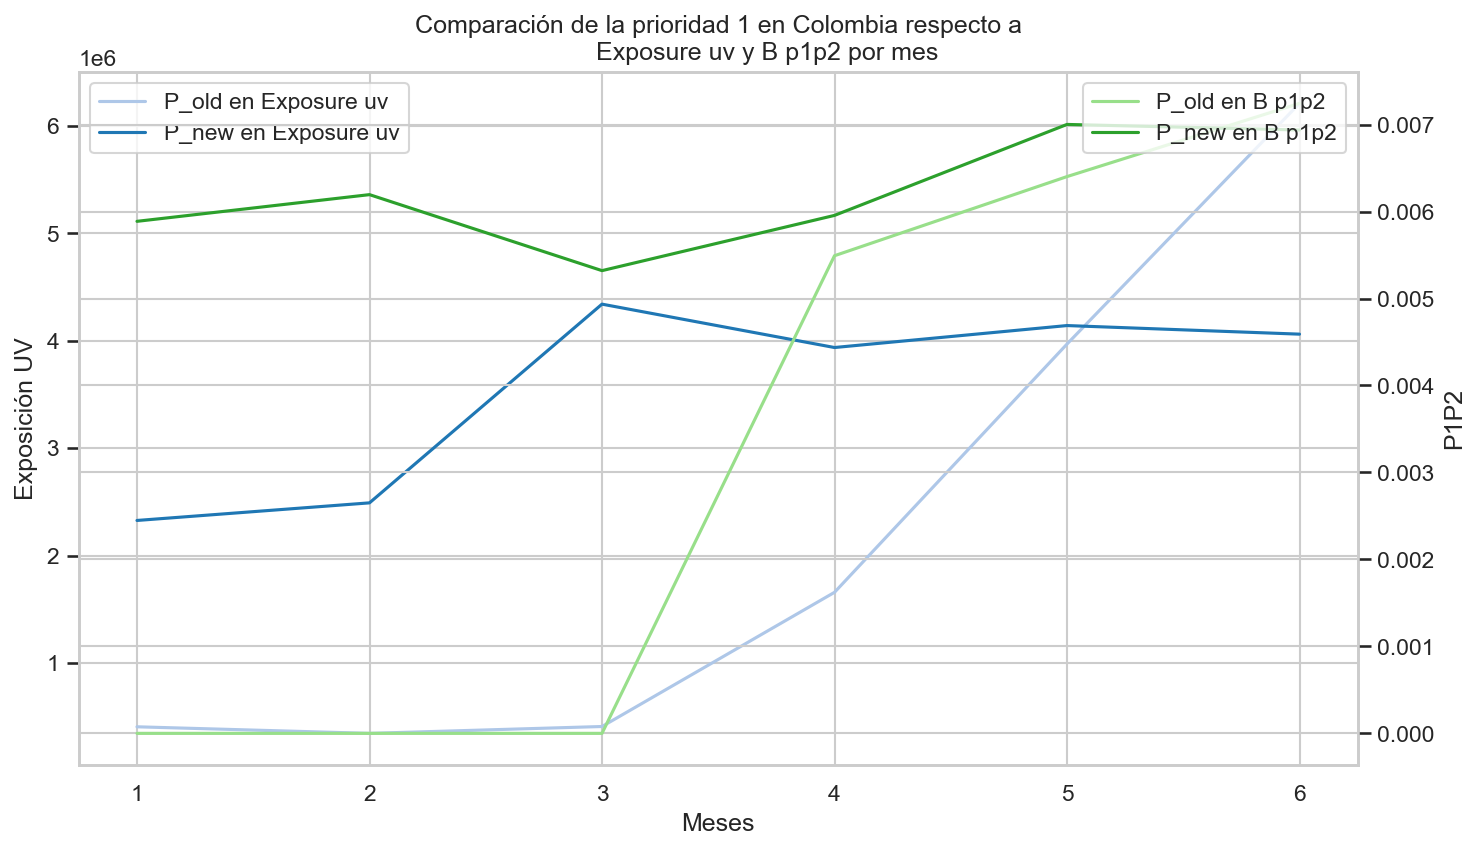 Comparación de la prioridad 1 en Colombia respecto a
Exposure uv y B p1p2 por mes
1e6
P_old en Exposure uv
P_new en Exposure uv
P_old en B p1p2
P_new en B p1p2
6
5
4
3
2
1
Exposición UV
0.007
0.006
0.005
0.004
0.003
0.002
0.001
0.000
P1P2
1 2 3 4 5 6
Meses